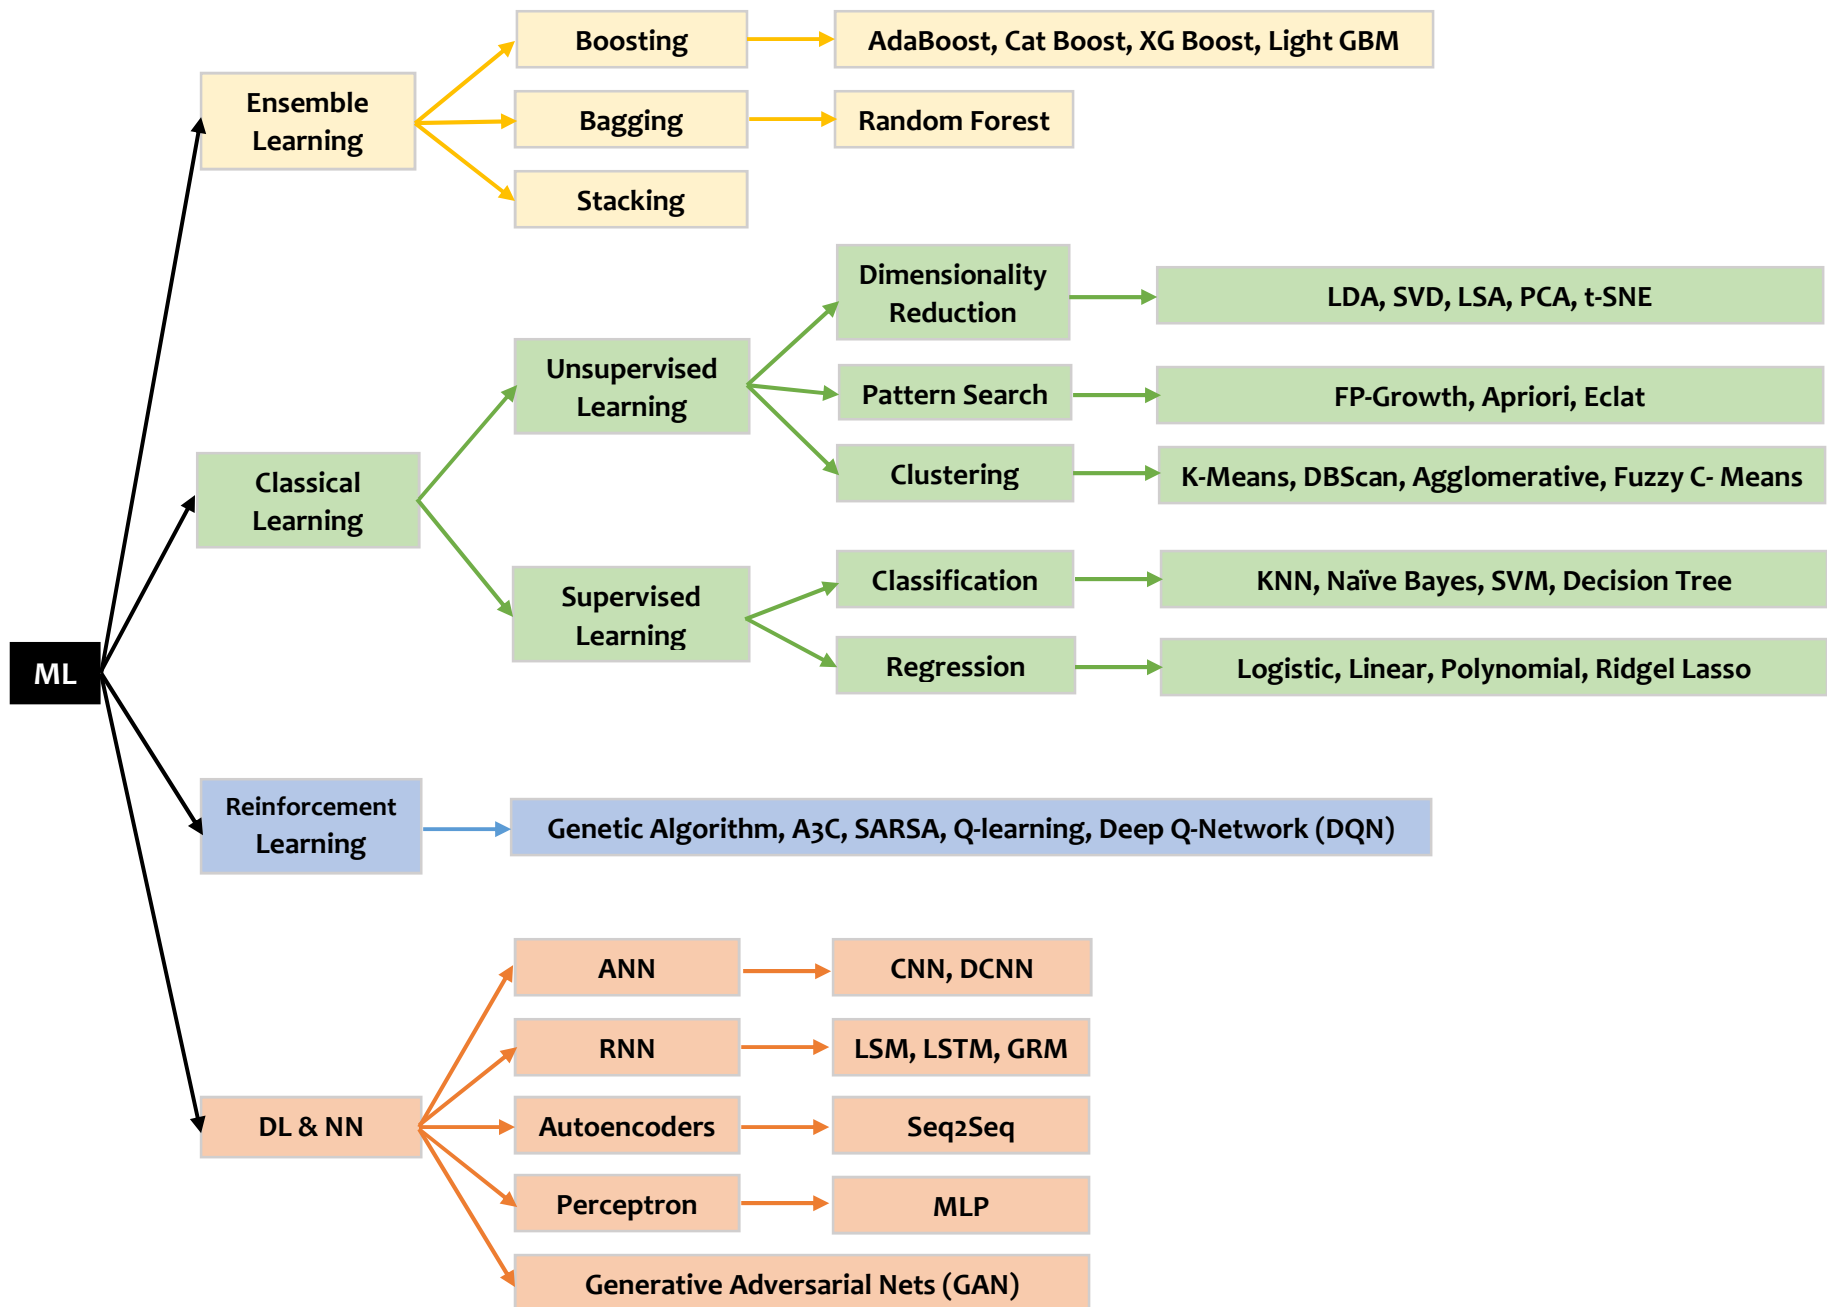 Boosting
AdaBoost, Cat Boost, XG Boost, Light GBM
Ensemble
Learning
Bagging
Random Forest
Stacking
Dimensionality
Reduction
LDA, SVD, LSA, PCA, t-SNE
Unsupervised
Learning
Pattern Search
FP-Growth, Apriori, Eclat
Clustering
K-Means, DBScan, Agglomerative, Fuzzy C- Means
Classical
Learning
Classification
KNN, Naïve Bayes, SVM, Decision Tree
Supervised
Learning
Regression
Logistic, Linear, Polynomial, Ridgel Lasso
ML
Reinforcement
Learning
Genetic Algorithm, A3C, SARSA, Q-learning, Deep Q-Network (DQN)
ANN
CNN, DCNN
RNN
LSM, LSTM, GRM
DL & NN
Autoencoders
Seq2Seq
Perceptron
MLP
Generative Adversarial Nets (GAN)